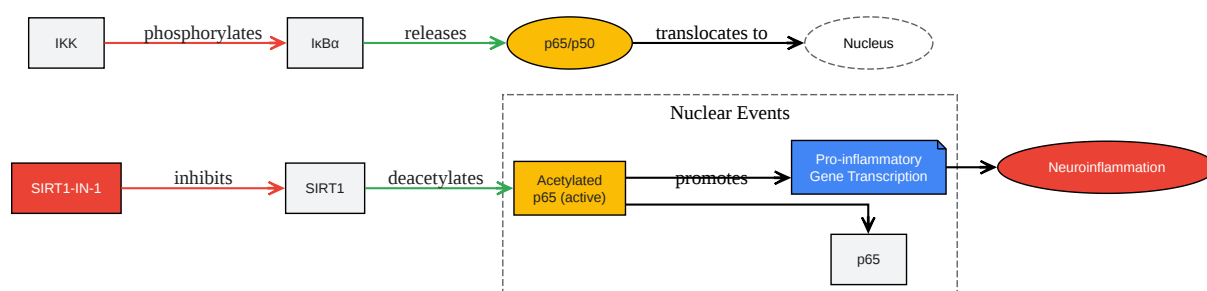 IKK
phosphorylates
IκBα
releases
p65/p50
translocates to
Nucleus
Nuclear Events
SIRT1-IN-1
inhibits
SIRT1
deacetylates
Acetylated
p65 (active)
promotes
Pro-inflammatory
Gene Transcription
Neuroinflammation
p65